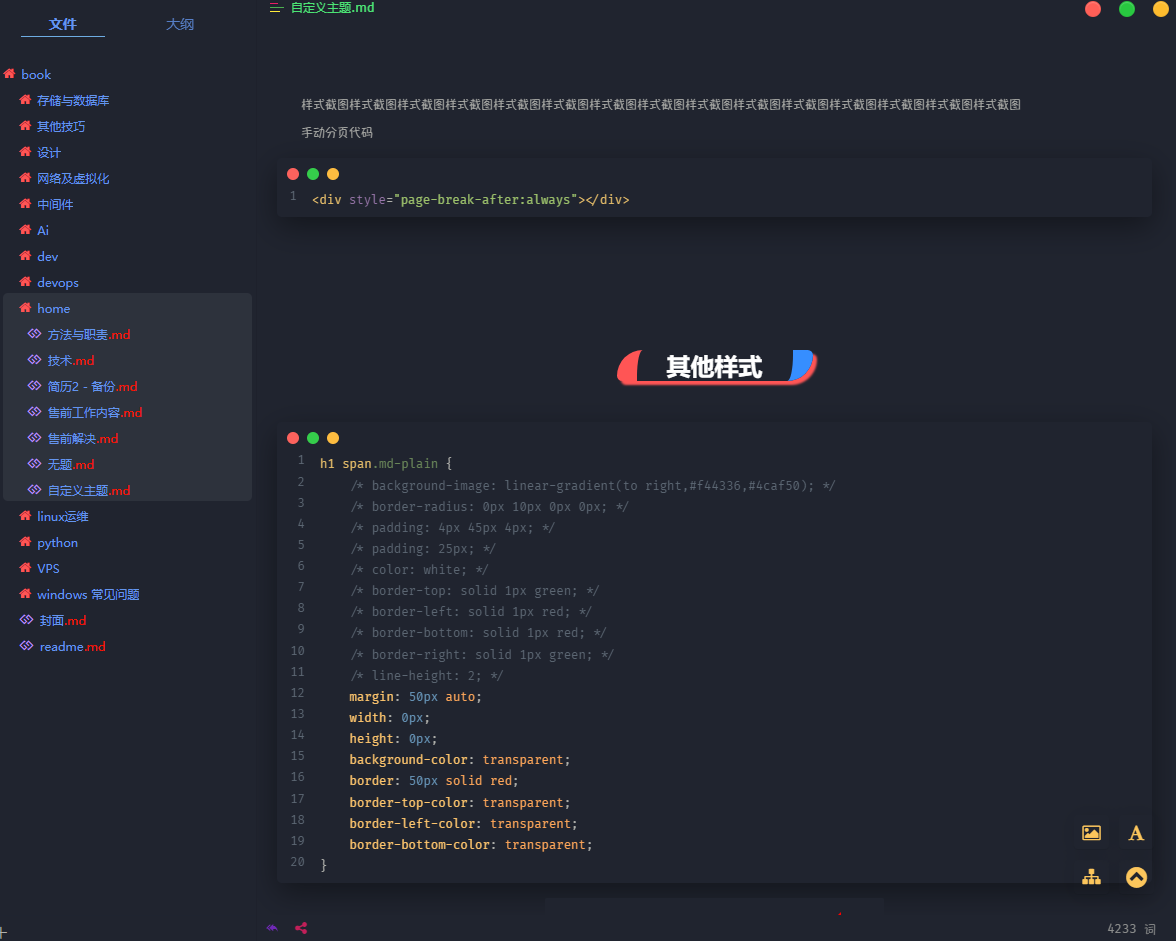 文件
大纲
book
存储与数据库
其他技巧
设计
网络及虚拟化
中间件
Ai
dev
devops
home
方法与职责.md
技术.md
简历2 - 备份.md
售前工作内容.md
售前解决.md
无题.md
自定义主题.md
linux运维
python
VPS
windows 常见问题
封面.md
readme.md
自定义主题.md
样式截图样式截图样式截图样式截图样式截图样式截图样式截图样式截图样式截图样式截图样式截图样式截图样式截图样式截图样式截图
手动分页代码
1 <div style="page-break-after:always"></div>
其他样式
1 h1 span.md-plain {
2 /* background-image: linear-gradient(to right,#f44336,#4caf50); */
3 /* border-radius: 0px 10px 0px 0px; */
4 /* padding: 4px 45px 4px; */
5 /* padding: 25px; */
6 /* color: white; */
7 /* border-top: solid 1px green; */
8 /* border-left: solid 1px red; */
9 /* border-bottom: solid 1px red; */
10 /* border-right: solid 1px green; */
11 /* line-height: 2; */
12 margin: 50px auto;
13 width: 0px;
14 height: 0px;
15 background-color: transparent;
16 border: 50px solid red;
17 border-top-color: transparent;
18 border-left-color: transparent;
19 border-bottom-color: transparent;
20 }
A
4233 词